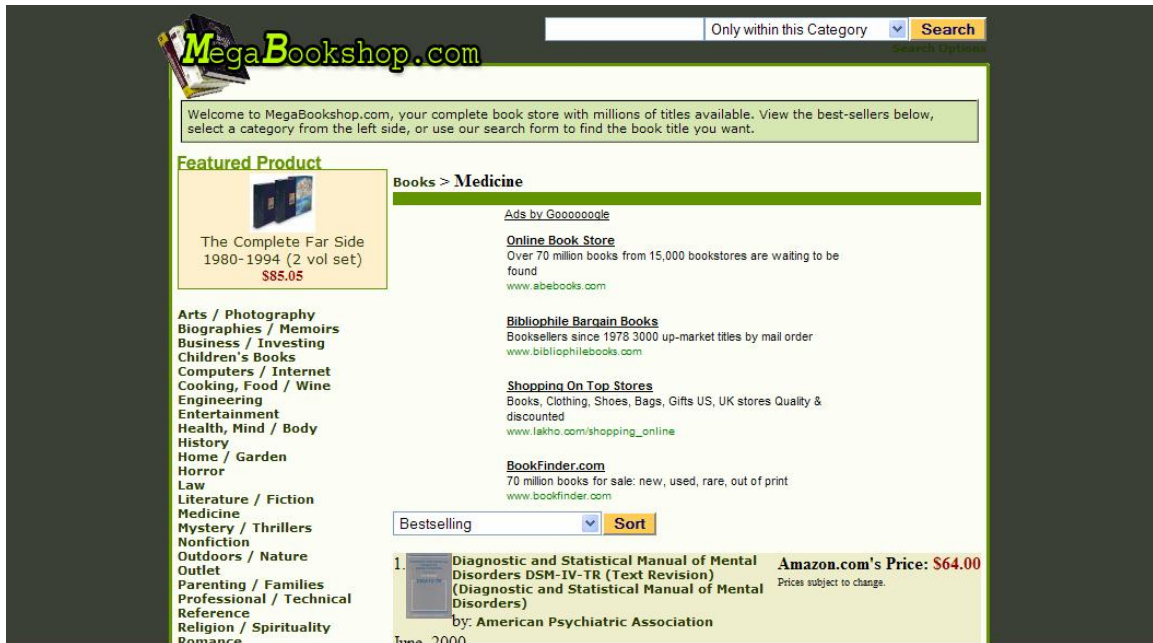 MegaBookshop.com
Only within this Category
Search
Search Options
Welcome to MegaBookshop.com, your complete book store with millions of titles available. View the best-sellers below,
select a category from the left side, or use our search form to find the book title you want.
Featured Product
The Complete Far Side
1980-1994 (2 vol set)
$85.05
Arts / Photography
Biographies / Memoirs
Business / Investing
Children's Books
Computers / Internet
Cooking, Food / Wine
Engineering
Entertainment
Health, Mind / Body
History
Home / Garden
Horror
Law
Literature / Fiction
Medicine
Mystery / Thrillers
Nonfiction
Outdoors / Nature
Outlet
Parenting / Families
Professional / Technical
Reference
Religion / Spirituality
Romance
Books > Medicine
Ads by Goooooogle
Online Book Store
Over 70 million books from 15,000 bookstores are waiting to be
found
www.abebooks.com
Bibliophile Bargain Books
Booksellers since 1978 3000 up-market titles by mail order
www.bibliophilebooks.com
Shopping On Top Stores
Books, Clothing, Shoes, Bags, Gifts US, UK stores Quality &
discounted
www.lakho.com/shopping_online
BookFinder.com
70 million books for sale: new, used, rare, out of print
www.bookfinder.com
Bestselling
Sort
1.
Diagnostic and Statistical Manual of Mental
Disorders DSM-IV-TR (Text Revision)
(Diagnostic and Statistical Manual of Mental
Disorders)
by: American Psychiatric Association
June, 2000
Amazon.com's Price: $64.00
Prices subject to change.